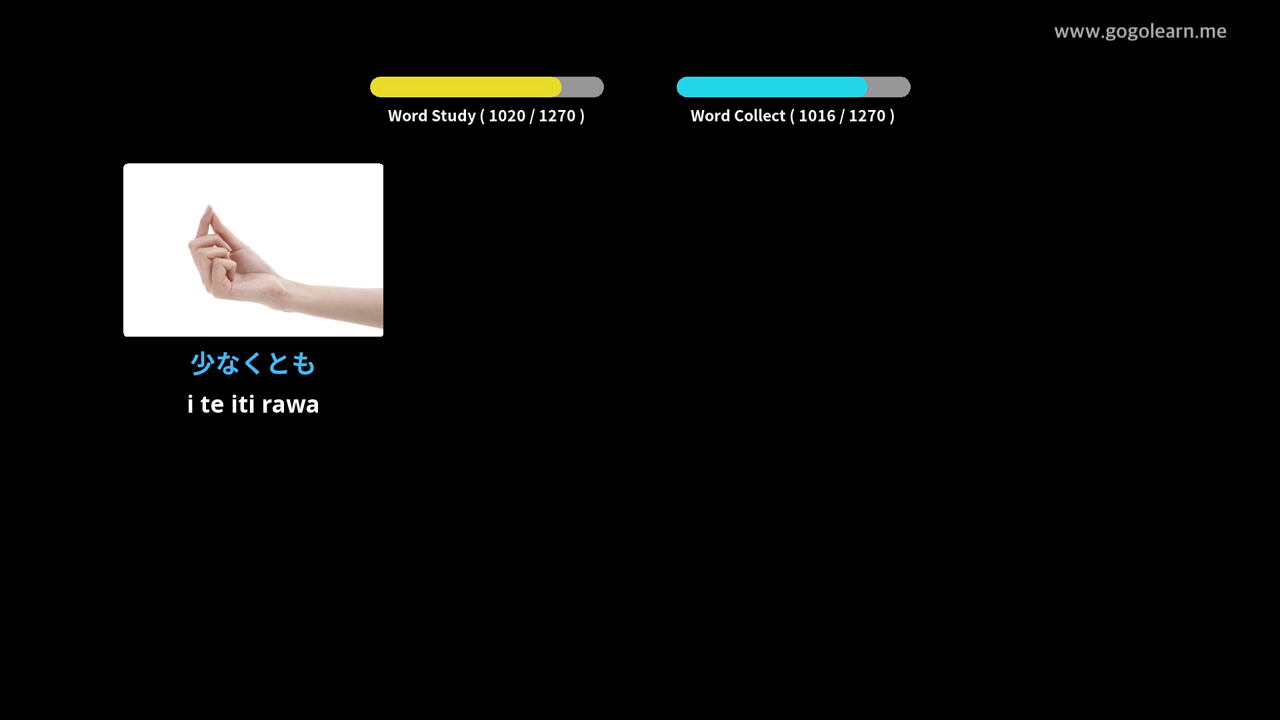 www.gogolearn.me
Word Study ( 1020 / 1270 )
Word Collect ( 1016 / 1270 )
少なくとも
i te iti rawa